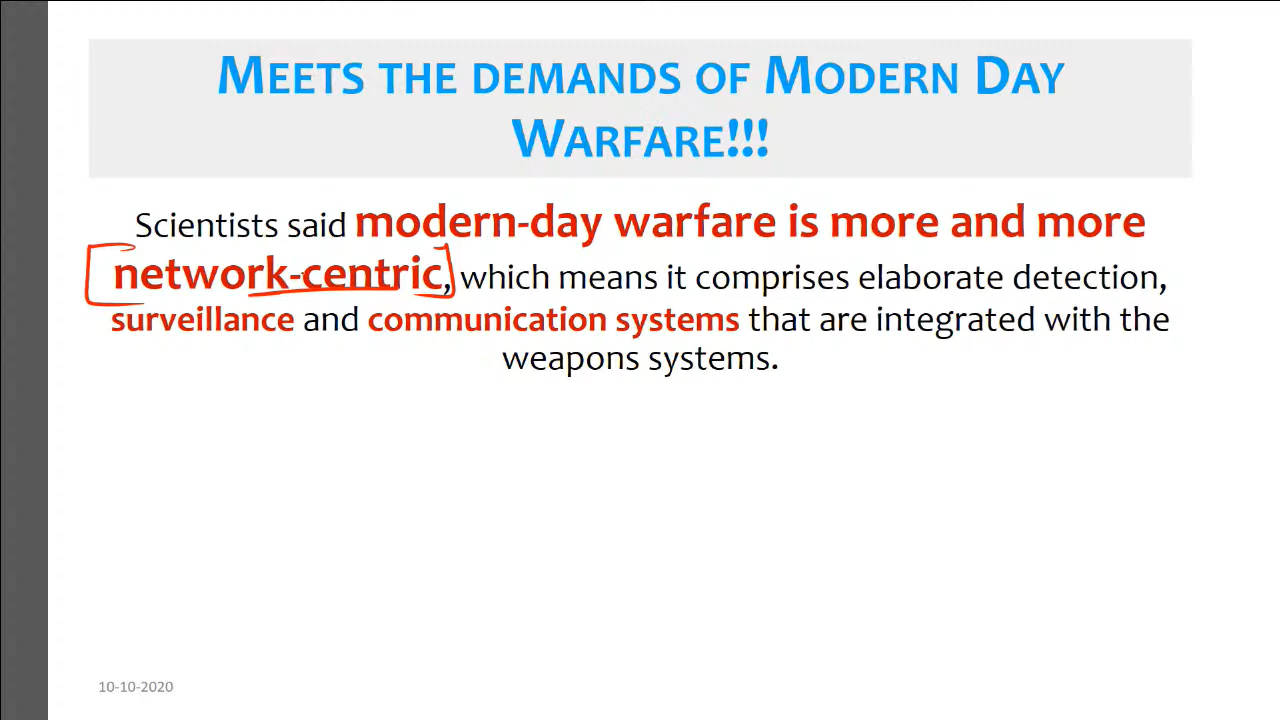 MEETS THE DEMANDS OF MODERN DAY
WARFARE!!!
Scientists said modern-day warfare is more and more
network-centric, which means it comprises elaborate detection,
surveillance and communication systems that are integrated with the
weapons systems.
10-10-2020